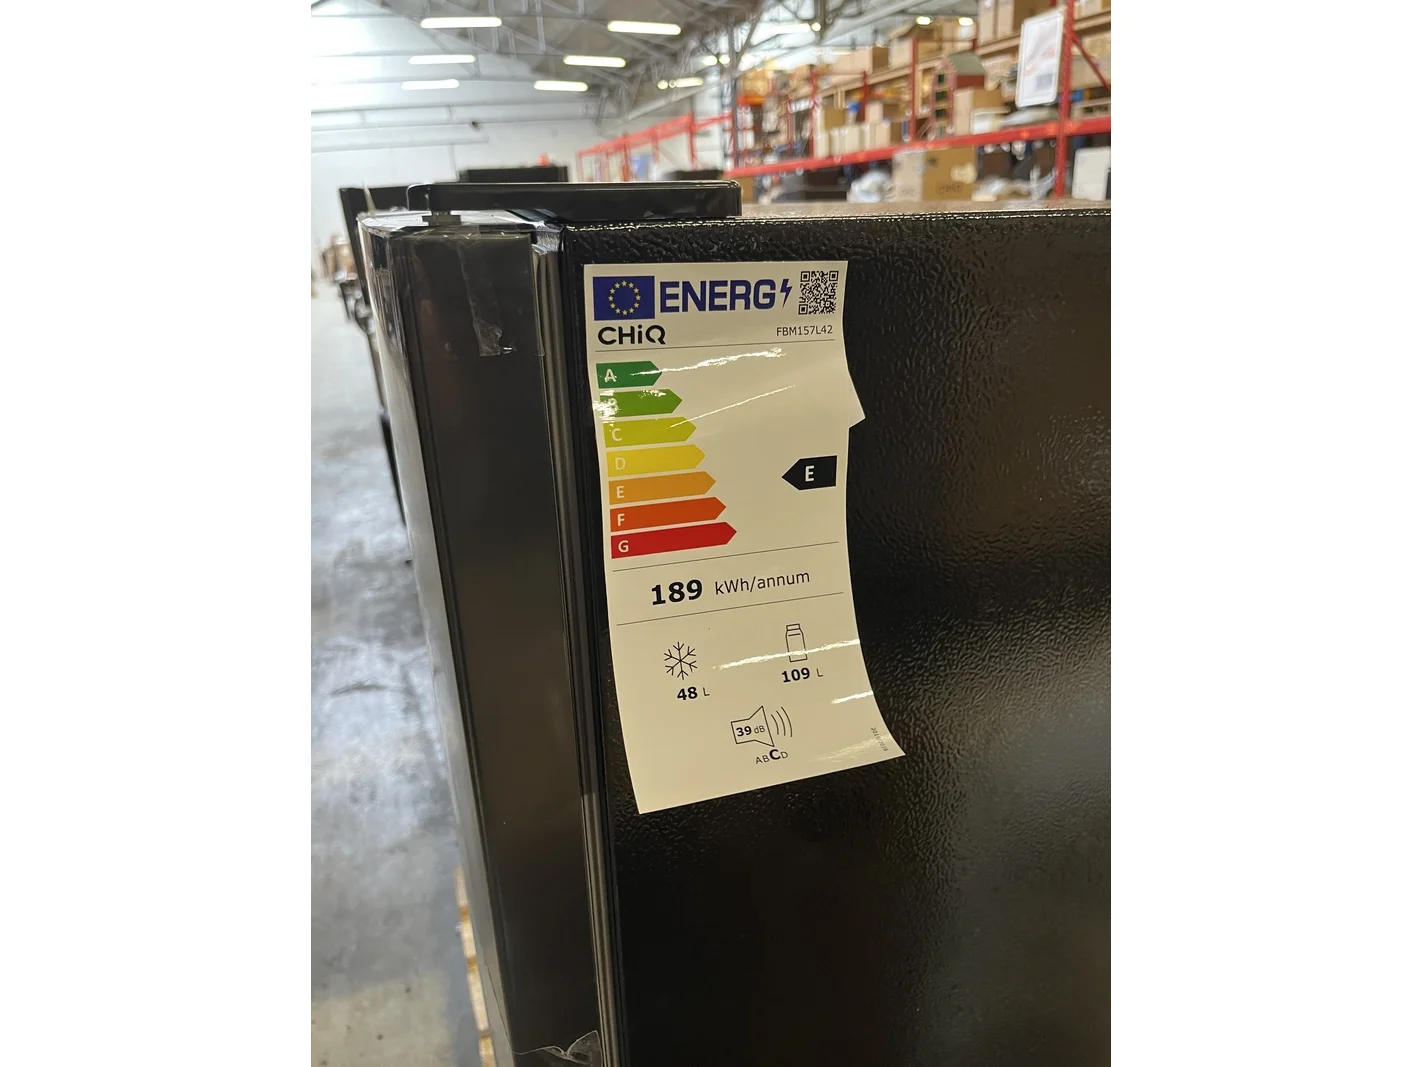 ENERG
CHiQ
FBM157L42
A
B
C
D
E
E
F
G
189 kWh/annum
48 L
109 L
39 dB
ABCD